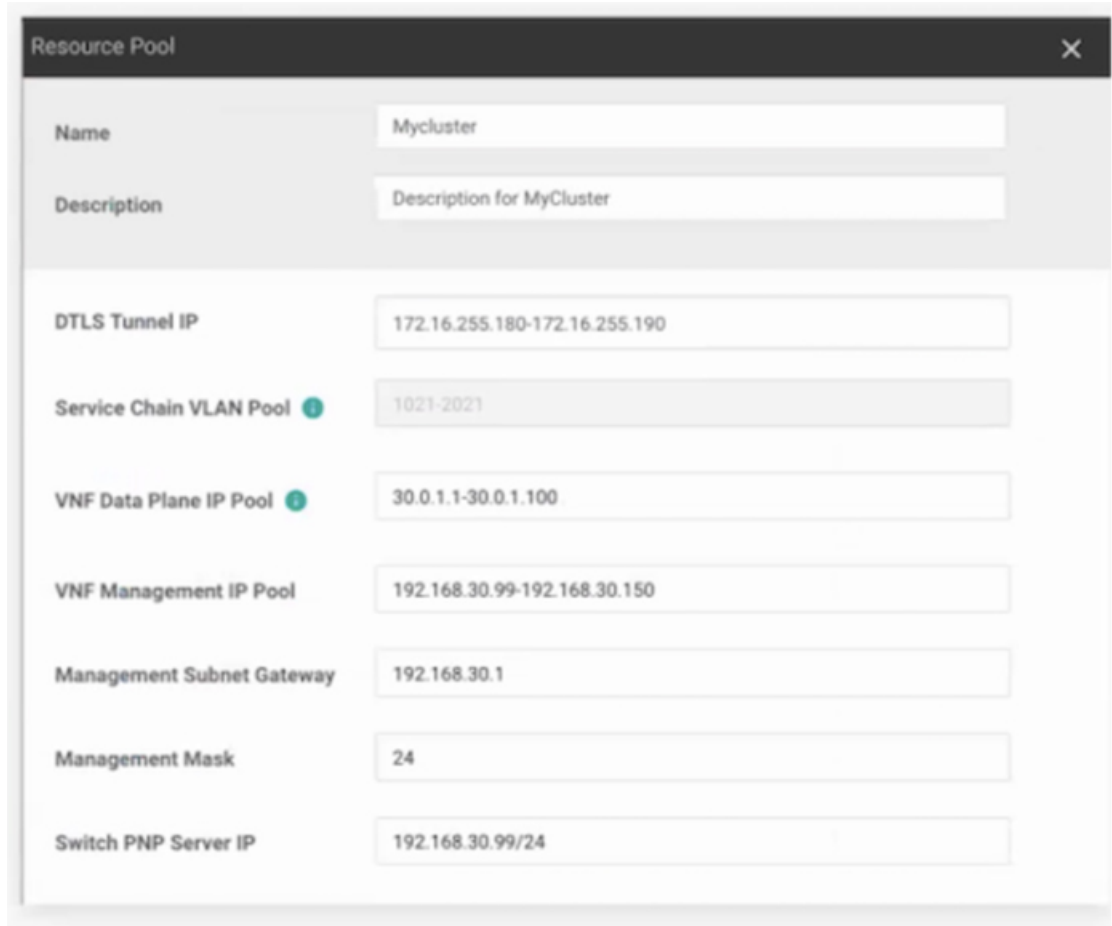 Resource Pool
Name
Mycluster
Description
Description for MyCluster
DTLS Tunnel IP
172.16.255.180-172.16.255.190
Service Chain VLAN Pool
1021-2021
VNF Data Plane IP Pool
30.0.1.1-30.0.1.100
VNF Management IP Pool
192.168.30.99-192.168.30.150
Management Subnet Gateway
192.168.30.1
Management Mask
24
Switch PNP Server IP
192.168.30.99/24